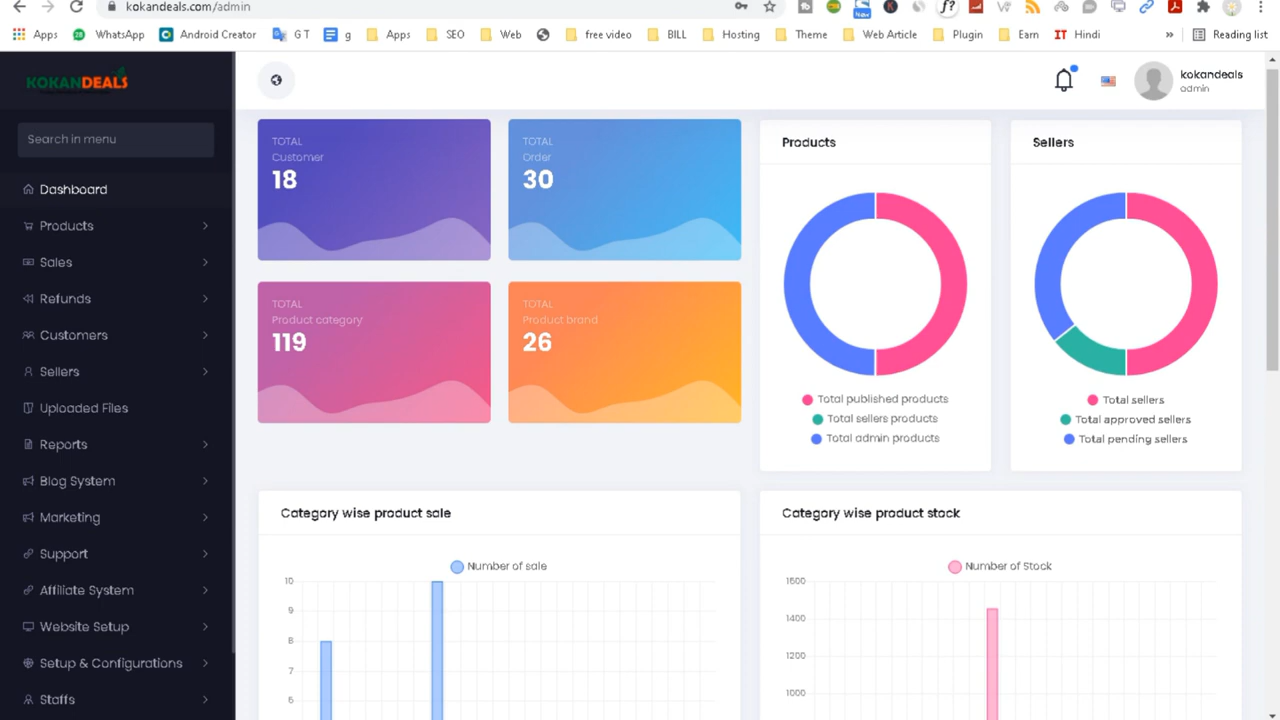 kokandeals.com/admin
Apps WhatsApp Android Creator G T g Apps SEO Web free video BILL Hosting Theme Web Article Plugin Earn IT Hindi » Reading list
KOKANDEALS
kokandeals
admin
Search in menu
Dashboard
Products
Sales
Refunds
Customers
Sellers
Uploaded Files
Reports
Blog System
Marketing
Support
Affiliate System
Website Setup
Setup & Configurations
Staffs
TOTAL
Customer
18
TOTAL
Order
30
TOTAL
Product category
119
TOTAL
Product brand
26
Products
Total published products
Total sellers products
Total admin products
Sellers
Total sellers
Total approved sellers
Total pending sellers
Category wise product sale
Number of sale
10
9
8
7
6
Category wise product stock
Number of Stock
1600
1400
1200
1000